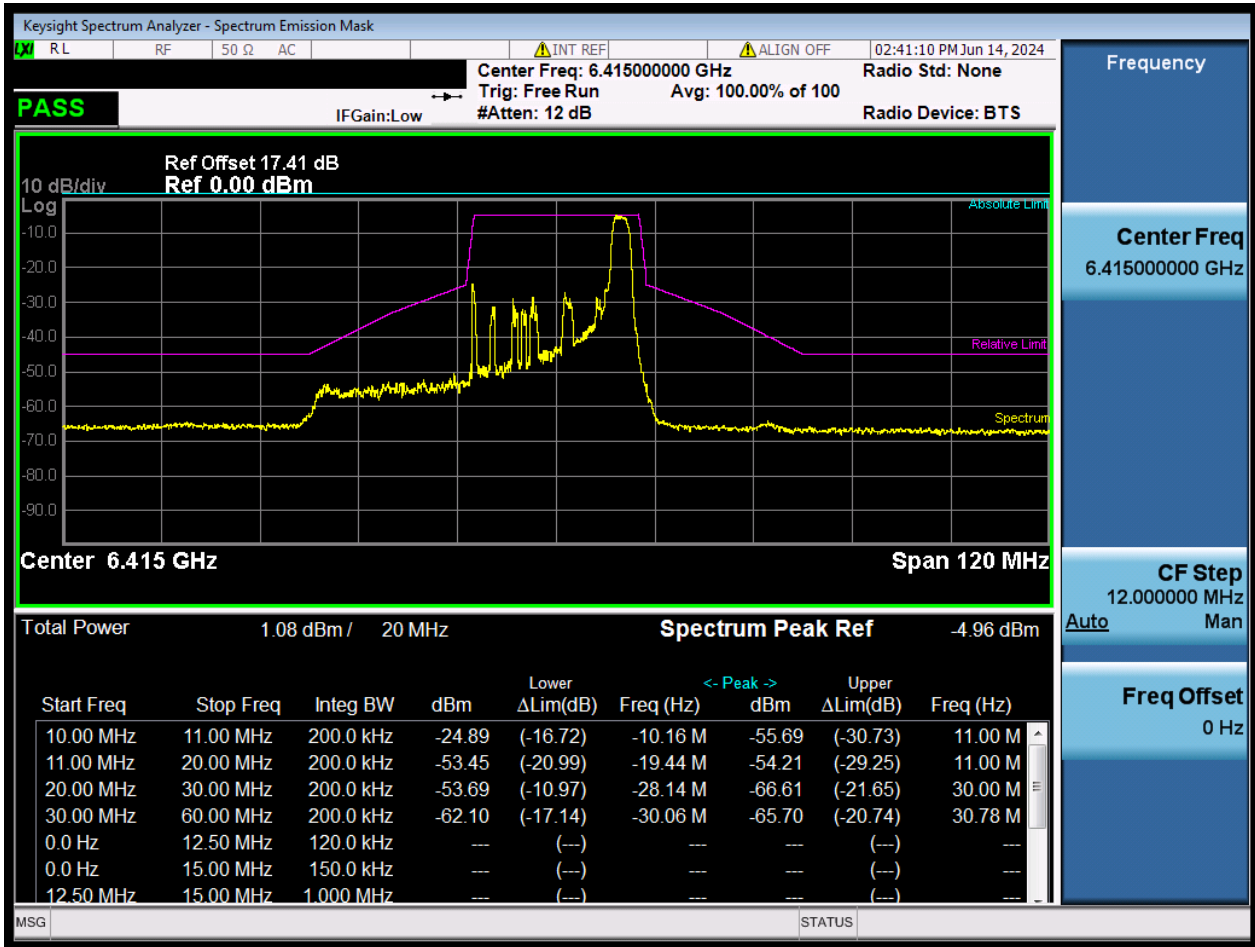 Keysight Spectrum Analyzer - Spectrum Emission Mask
LXI RL RF 50 Ω AC INT REF ALIGN OFF 02:41:10 PM Jun 14, 2024
Center Freq: 6.415000000 GHz Radio Std: None
Trig: Free Run Avg: 100.00% of 100
PASS IFGain:Low #Atten: 12 dB Radio Device: BTS
Ref Offset 17.41 dB
10 dB/div Ref 0.00 dBm
Log
Absolute Limit
-10.0
-20.0
-30.0
-40.0
Relative Limit
-50.0
-60.0
Spectrum
-70.0
-80.0
-90.0
Center 6.415 GHz Span 120 MHz
Total Power 1.08 dBm / 20 MHz Spectrum Peak Ref -4.96 dBm
Lower <- Peak -> Upper
Start Freq Stop Freq Integ BW dBm ΔLim(dB) Freq (Hz) dBm ΔLim(dB) Freq (Hz)
10.00 MHz 11.00 MHz 200.0 kHz -24.89 (-16.72) -10.16 M -55.69 (-30.73) 11.00 M
11.00 MHz 20.00 MHz 200.0 kHz -53.45 (-20.99) -19.44 M -54.21 (-29.25) 11.00 M
20.00 MHz 30.00 MHz 200.0 kHz -53.69 (-10.97) -28.14 M -66.61 (-21.65) 30.00 M
30.00 MHz 60.00 MHz 200.0 kHz -62.10 (-17.14) -30.06 M -65.70 (-20.74) 30.78 M
0.0 Hz 12.50 MHz 120.0 kHz --- (---) --- --- (---) ---
0.0 Hz 15.00 MHz 150.0 kHz --- (---) --- --- (---) ---
12.50 MHz 15.00 MHz 1.000 MHz --- (---) --- --- (---) ---
MSG STATUS
Frequency
Center Freq
6.415000000 GHz
CF Step
12.000000 MHz
Auto Man
Freq Offset
0 Hz